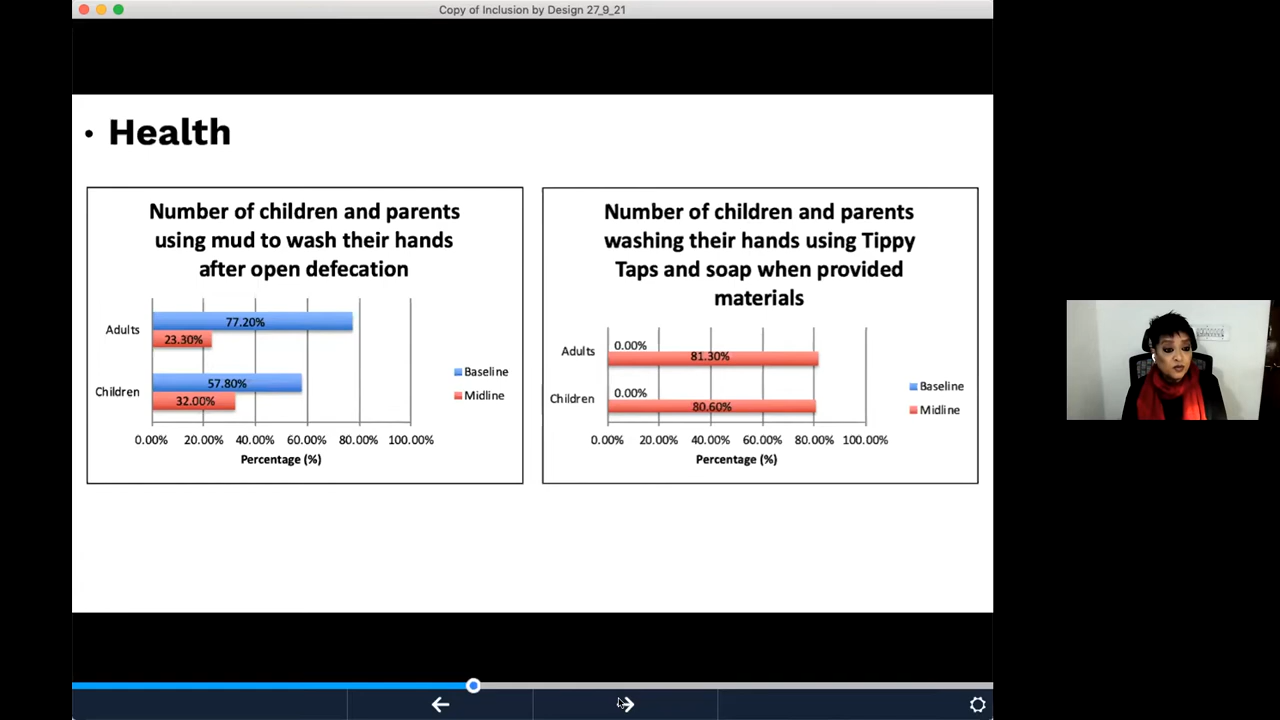 Copy of Inclusion by Design 27_9_21
• Health
Number of children and parents
using mud to wash their hands
after open defecation
Adults
77.20%
23.30%
Children
57.80%
32.00%
Baseline
Midline
0.00% 20.00% 40.00% 60.00% 80.00% 100.00%
Percentage (%)
Number of children and parents
washing their hands using Tippy
Taps and soap when provided
materials
Adults
0.00%
81.30%
Children
0.00%
80.60%
Baseline
Midline
0.00% 20.00% 40.00% 60.00% 80.00% 100.00%
Percentage (%)